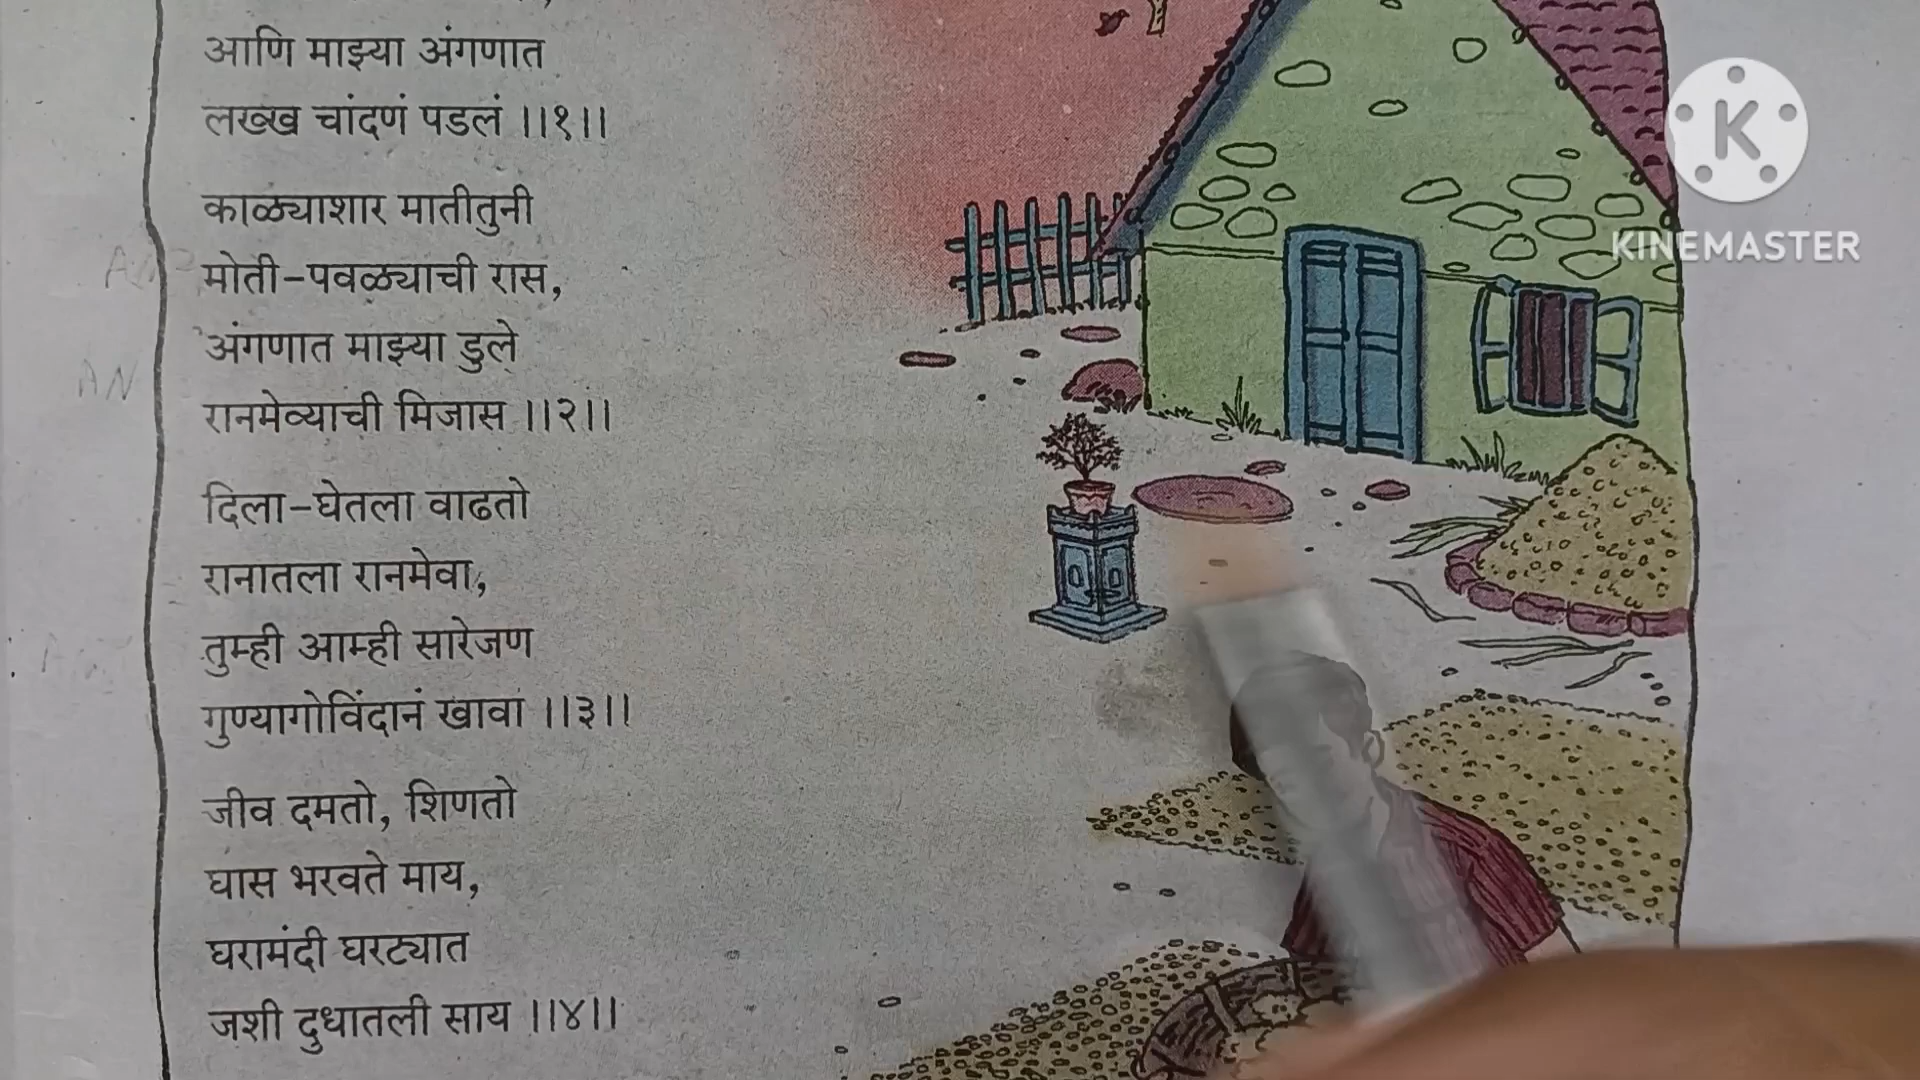 आणि माझ्या अंगणात
लख्ख चांदणं पडलं ।।१।।
काळ्याशार मातीतुनी
मोती-पवळ्याची रास,
अंगणात माझ्या डुले
रानमेव्याची मिजास ।।२।।
दिला-घेतला वाढतो
रानातला रानमेवा,
तुम्ही आम्ही सारेजण
गुण्यागोविंदानं खावा ।।३।।
जीव दमतो, शिणतो
घास भरवते माय,
घरामंदी घरट्यात
जशी दुधातली साय ।।४।।
K
KINEMASTER